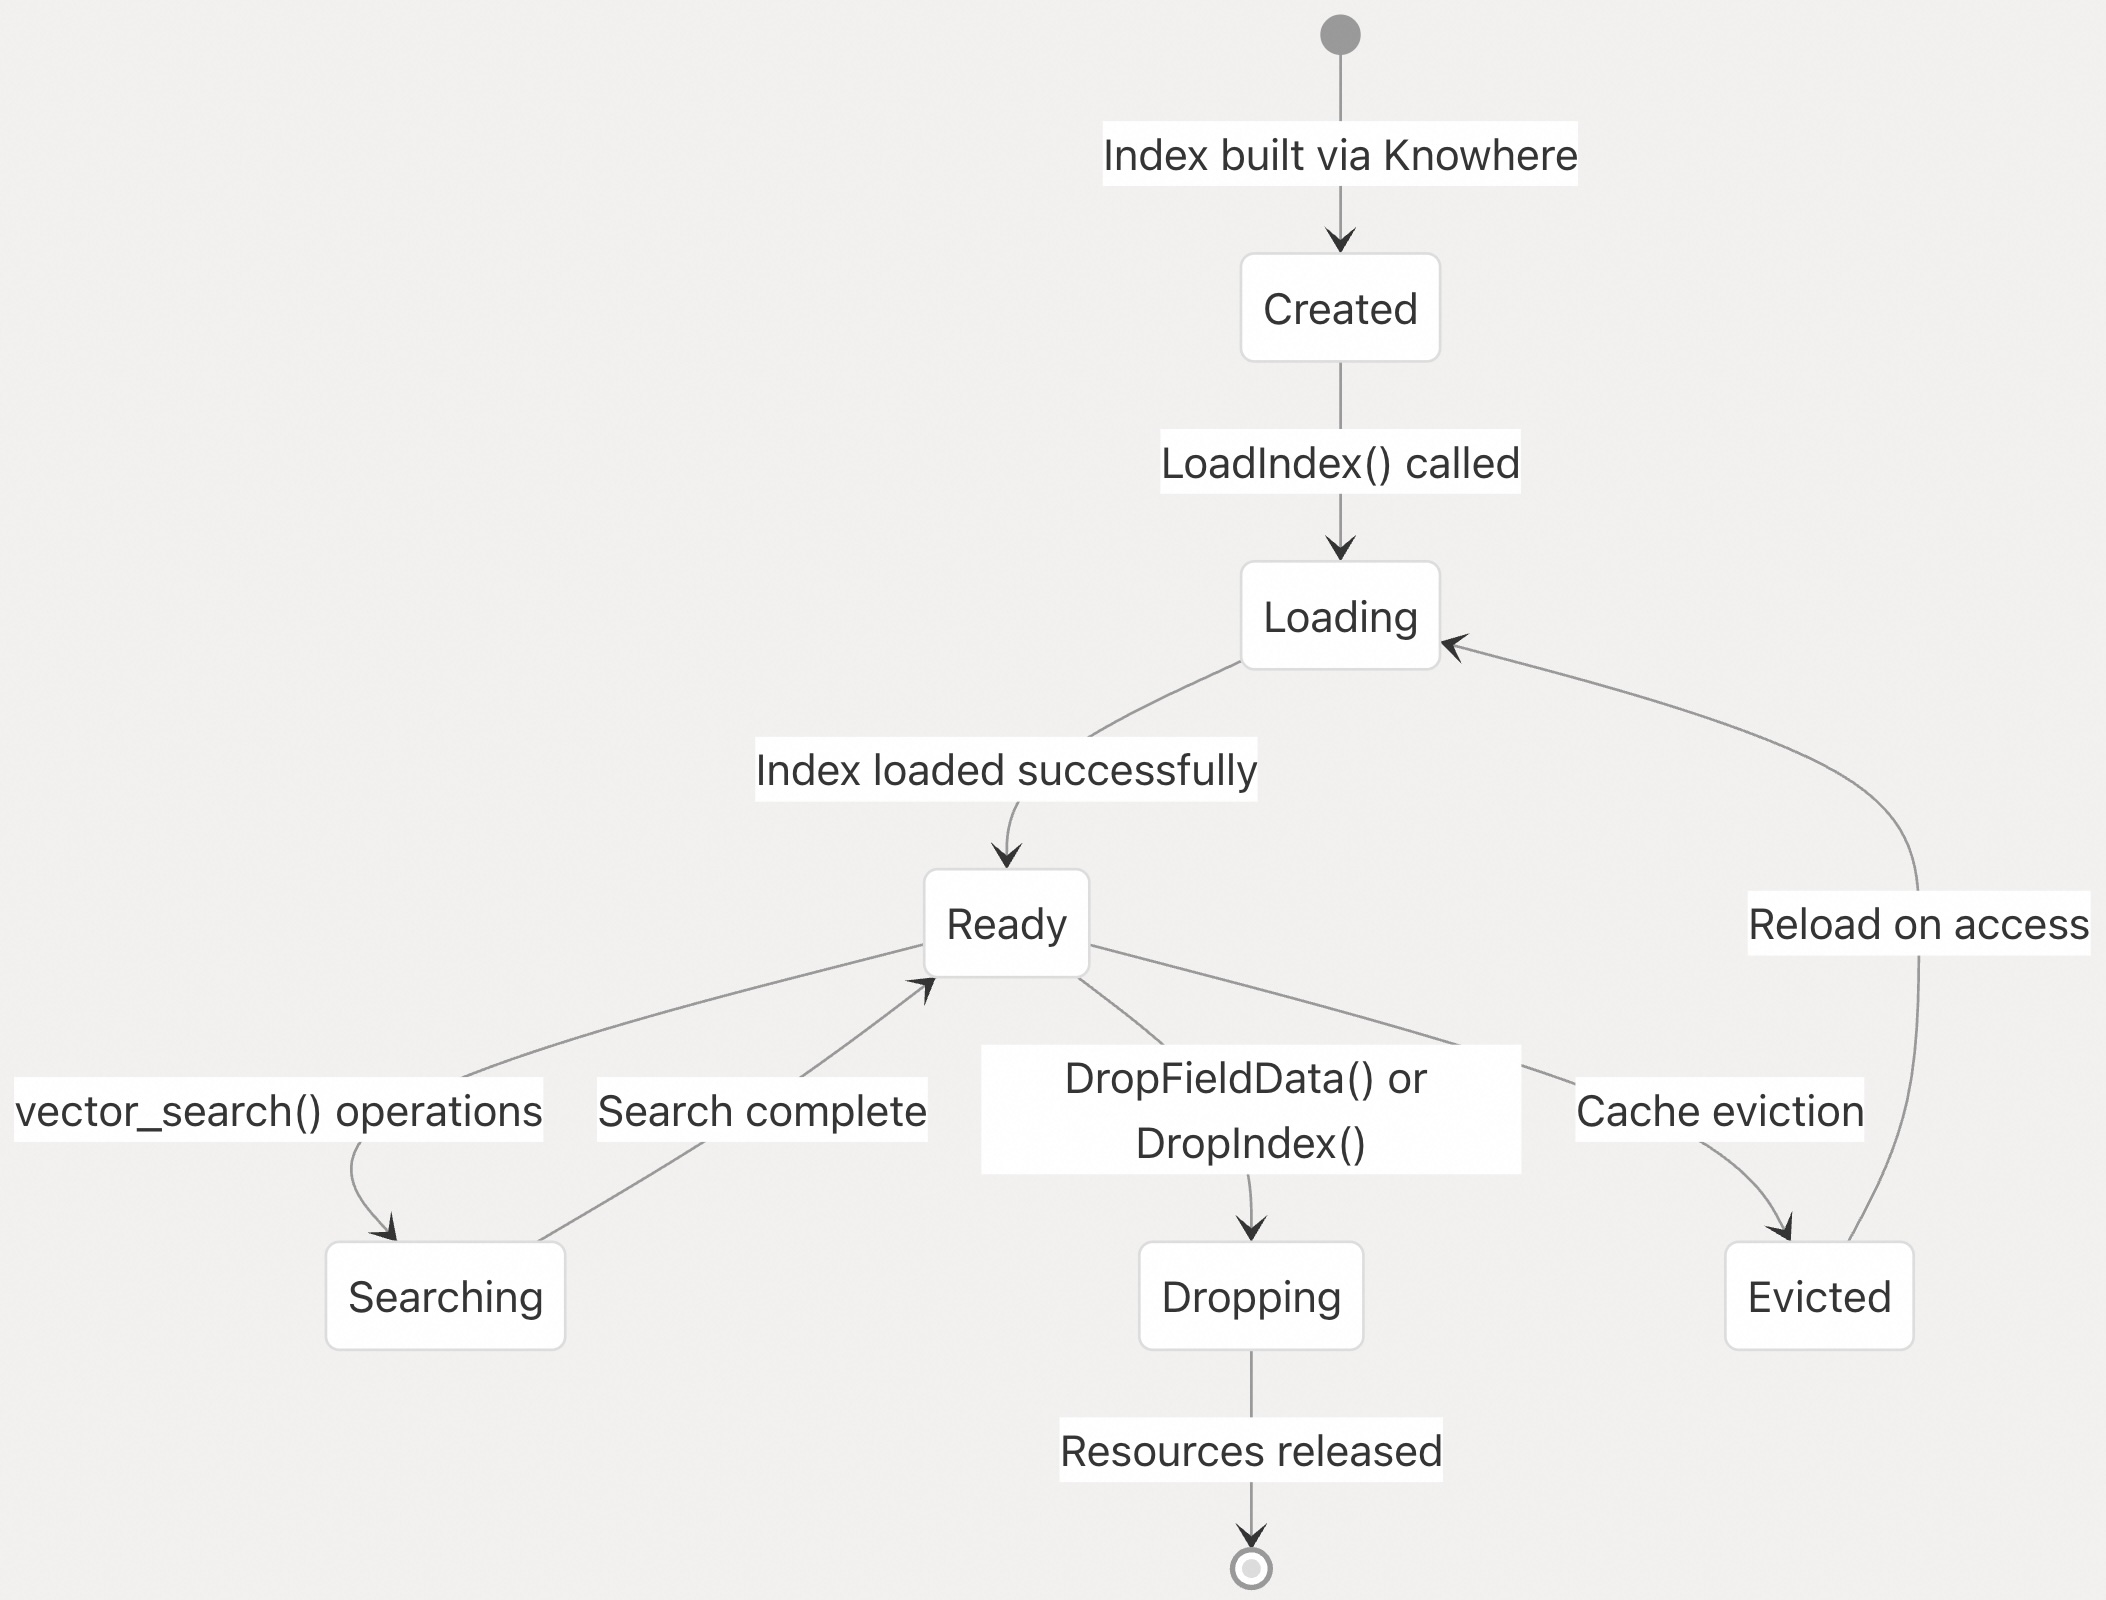 Index built via Knowhere
Created
LoadIndex() called
Loading
Index loaded successfully
Ready
Reload on access
vector_search() operations
Search complete
DropFieldData() or
DropIndex()
Cache eviction
Searching
Dropping
Evicted
Resources released